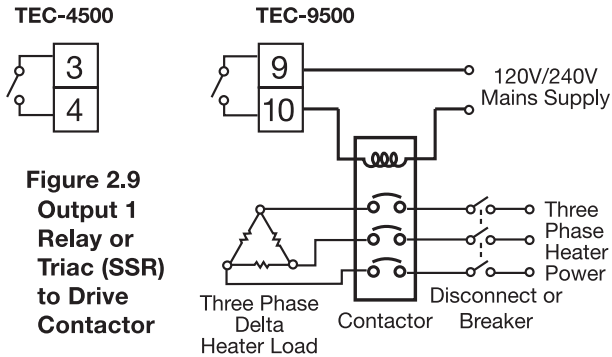 TEC-4500
TEC-9500
3
4
9
10
120V/240V
Mains Supply
Figure 2.9
Output 1
Relay or
Triac (SSR)
to Drive
Contactor
Three
Phase
Heater
Power
Three Phase
Delta
Heater Load
Contactor
Disconnect or
Breaker